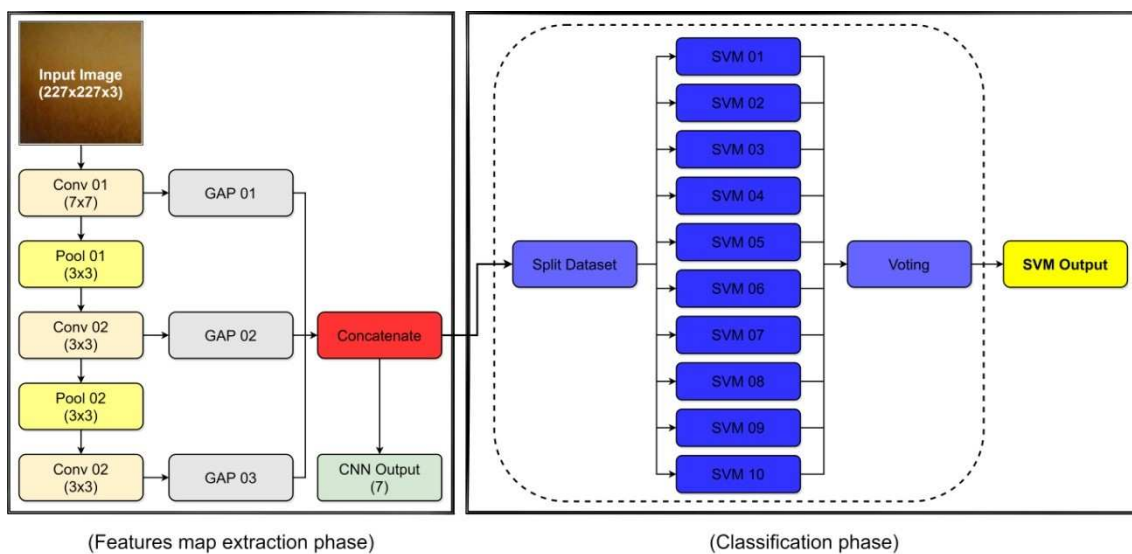 Input Image
(227x227x3)
Conv 01
(7x7)
GAP 01
Pool 01
(3x3)
Conv 02
(3x3)
GAP 02
Concatenate
Pool 02
(3x3)
Conv 02
(3x3)
GAP 03
CNN Output
(7)
(Features map extraction phase)
Split Dataset
SVM 01
SVM 02
SVM 03
SVM 04
SVM 05
SVM 06
SVM 07
SVM 08
SVM 09
SVM 10
Voting
SVM Output
(Classification phase)